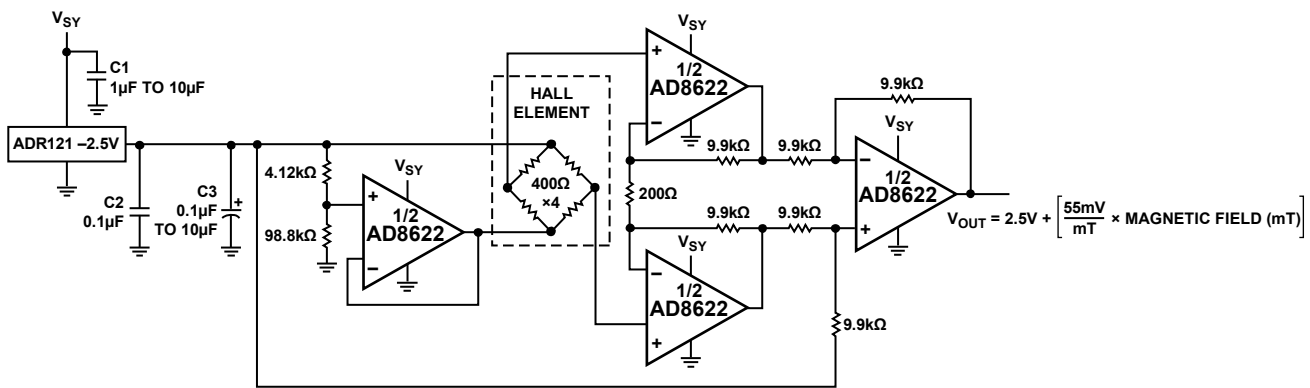 VSY
C1
1µF TO 10µF
ADR121 –2.5V
C2
0.1µF
C3
0.1µF
TO 10µF
+
4.12kΩ
98.8kΩ
VSY
+
1/2
AD8622
–
HALL
ELEMENT
400Ω
×4
VSY
+
1/2
AD8622
–
9.9kΩ
9.9kΩ
200Ω
9.9kΩ
9.9kΩ
VSY
–
1/2
AD8622
+
9.9kΩ
VSY
–
1/2
AD8622
+
9.9kΩ
VOUT = 2.5V + [55mV/mT × MAGNETIC FIELD (mT)]